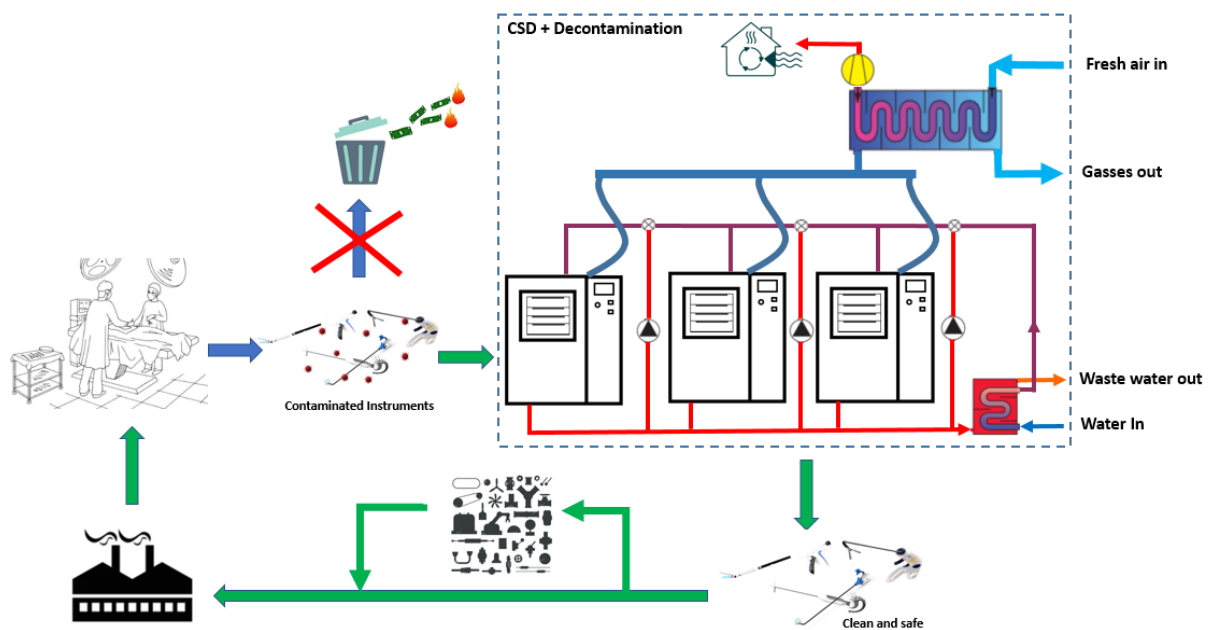 CSD + Decontamination
Fresh air in
Gasses out
Contaminated Instruments
Waste water out
Water In
Clean and safe